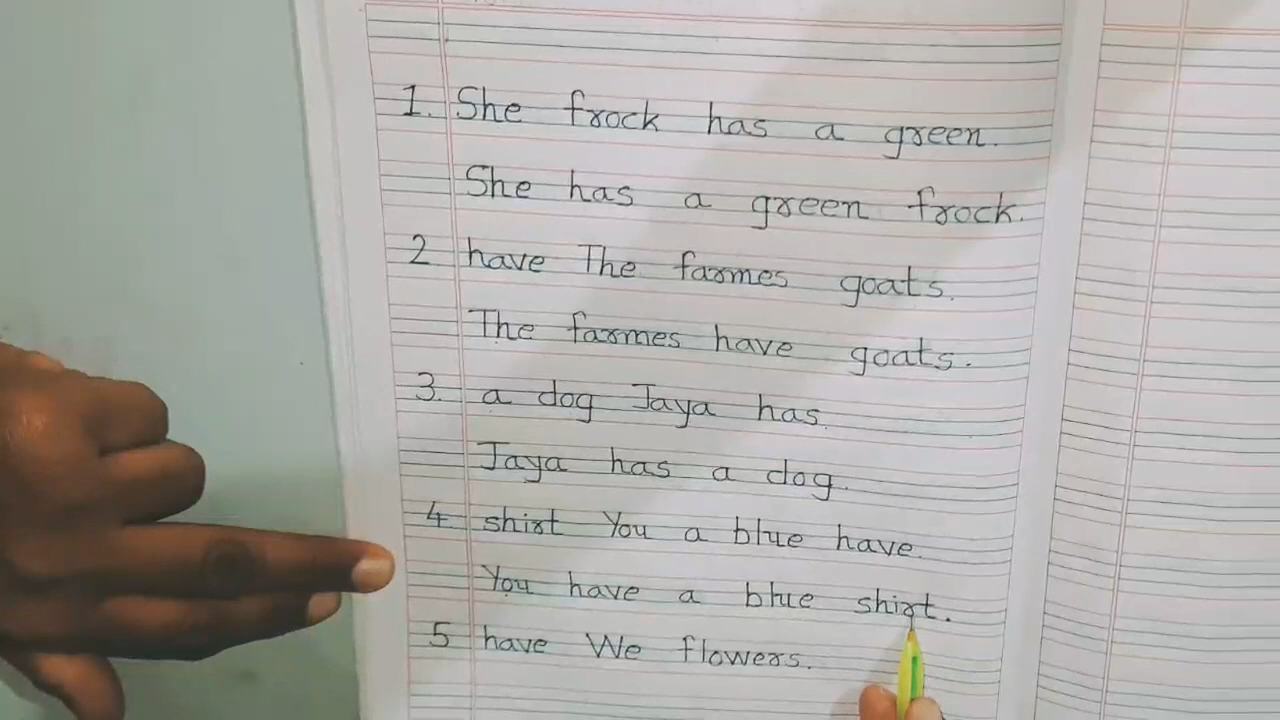 1. She frock has a green.
She has a green frock.
2 have The farmes goats.
The farmes have goats.
3. a dog Jaya has.
Jaya has a dog.
4. shirt You a blue have.
You have a blue shirt.
5 have We flowers.